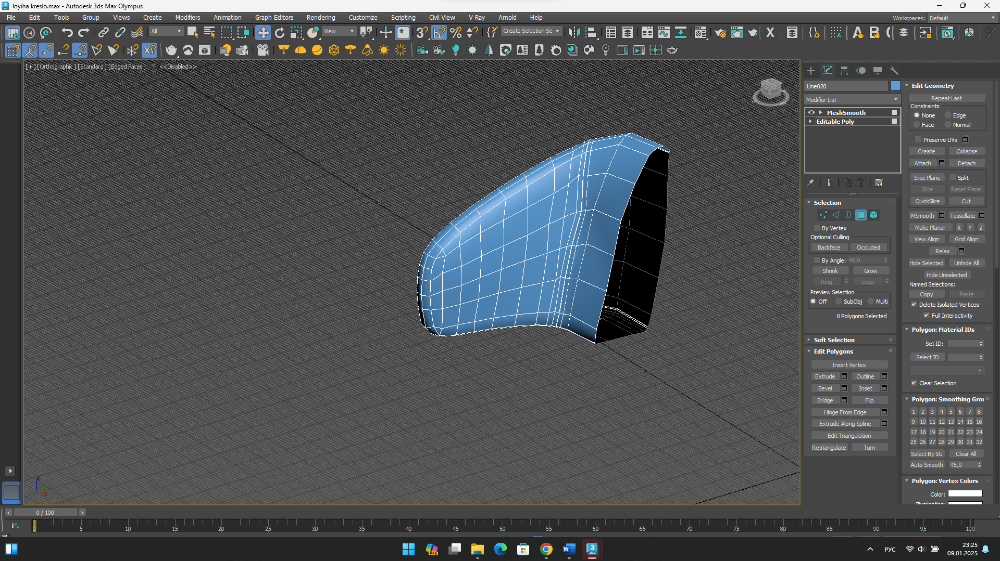 loyiha kreslo.max - Autodesk 3ds Max Olympus
File Edit Tools Group Views Create Modifiers Animation Graph Editors Rendering Customize Scripting Civil View V-Ray Arnold Help
Workspaces: Default
14 All View Create Selection Se
[+] [Orthographic] [Standard] [Edged Faces] <<Disabled>>
Line020
Modifier List
MeshSmooth
Editable Poly
Selection
By Vertex
Optional Culling
Backface Occluded
By Angle: 45,0
Shrink Grow
Ring Loop
Preview Selection
Off SubObj Multi
0 Polygons Selected
Soft Selection
Edit Polygons
Insert Vertex
Extrude Outline
Bevel Inset
Bridge Flip
Hinge From Edge
Extrude Along Spline
Edit Triangulation
Retriangulate Turn
Edit Geometry
Repeat Last
Constraints
None Edge
Face Normal
Preserve UVs
Create Collapse
Attach Detach
Slice Plane Split
Slice Reset Plane
QuickSlice Cut
MSmooth Tessellate
Make Planar X Y Z
View Align Grid Align
Relax
Hide Selected Unhide All
Hide Unselected
Named Selections:
Copy Paste
Delete Isolated Vertices
Full Interactivity
Polygon: Material IDs
Set ID:
Select ID
Clear Selection
Polygon: Smoothing Grou
1 2 3 4 5 6 7 8
9 10 11 12 13 14 15 16
17 18 19 20 21 22 23 24
25 26 27 28 29 30 31 32
Select By SG Clear All
Auto Smooth 45,0
Polygon: Vertex Colors
Color:
Illumination:
< 0 / 100 >
0 5 10 15 20 25 30 35 40 45 50 55 60 65 70 75 80 85 90 95 100
РУС
23:25
09.01.2025